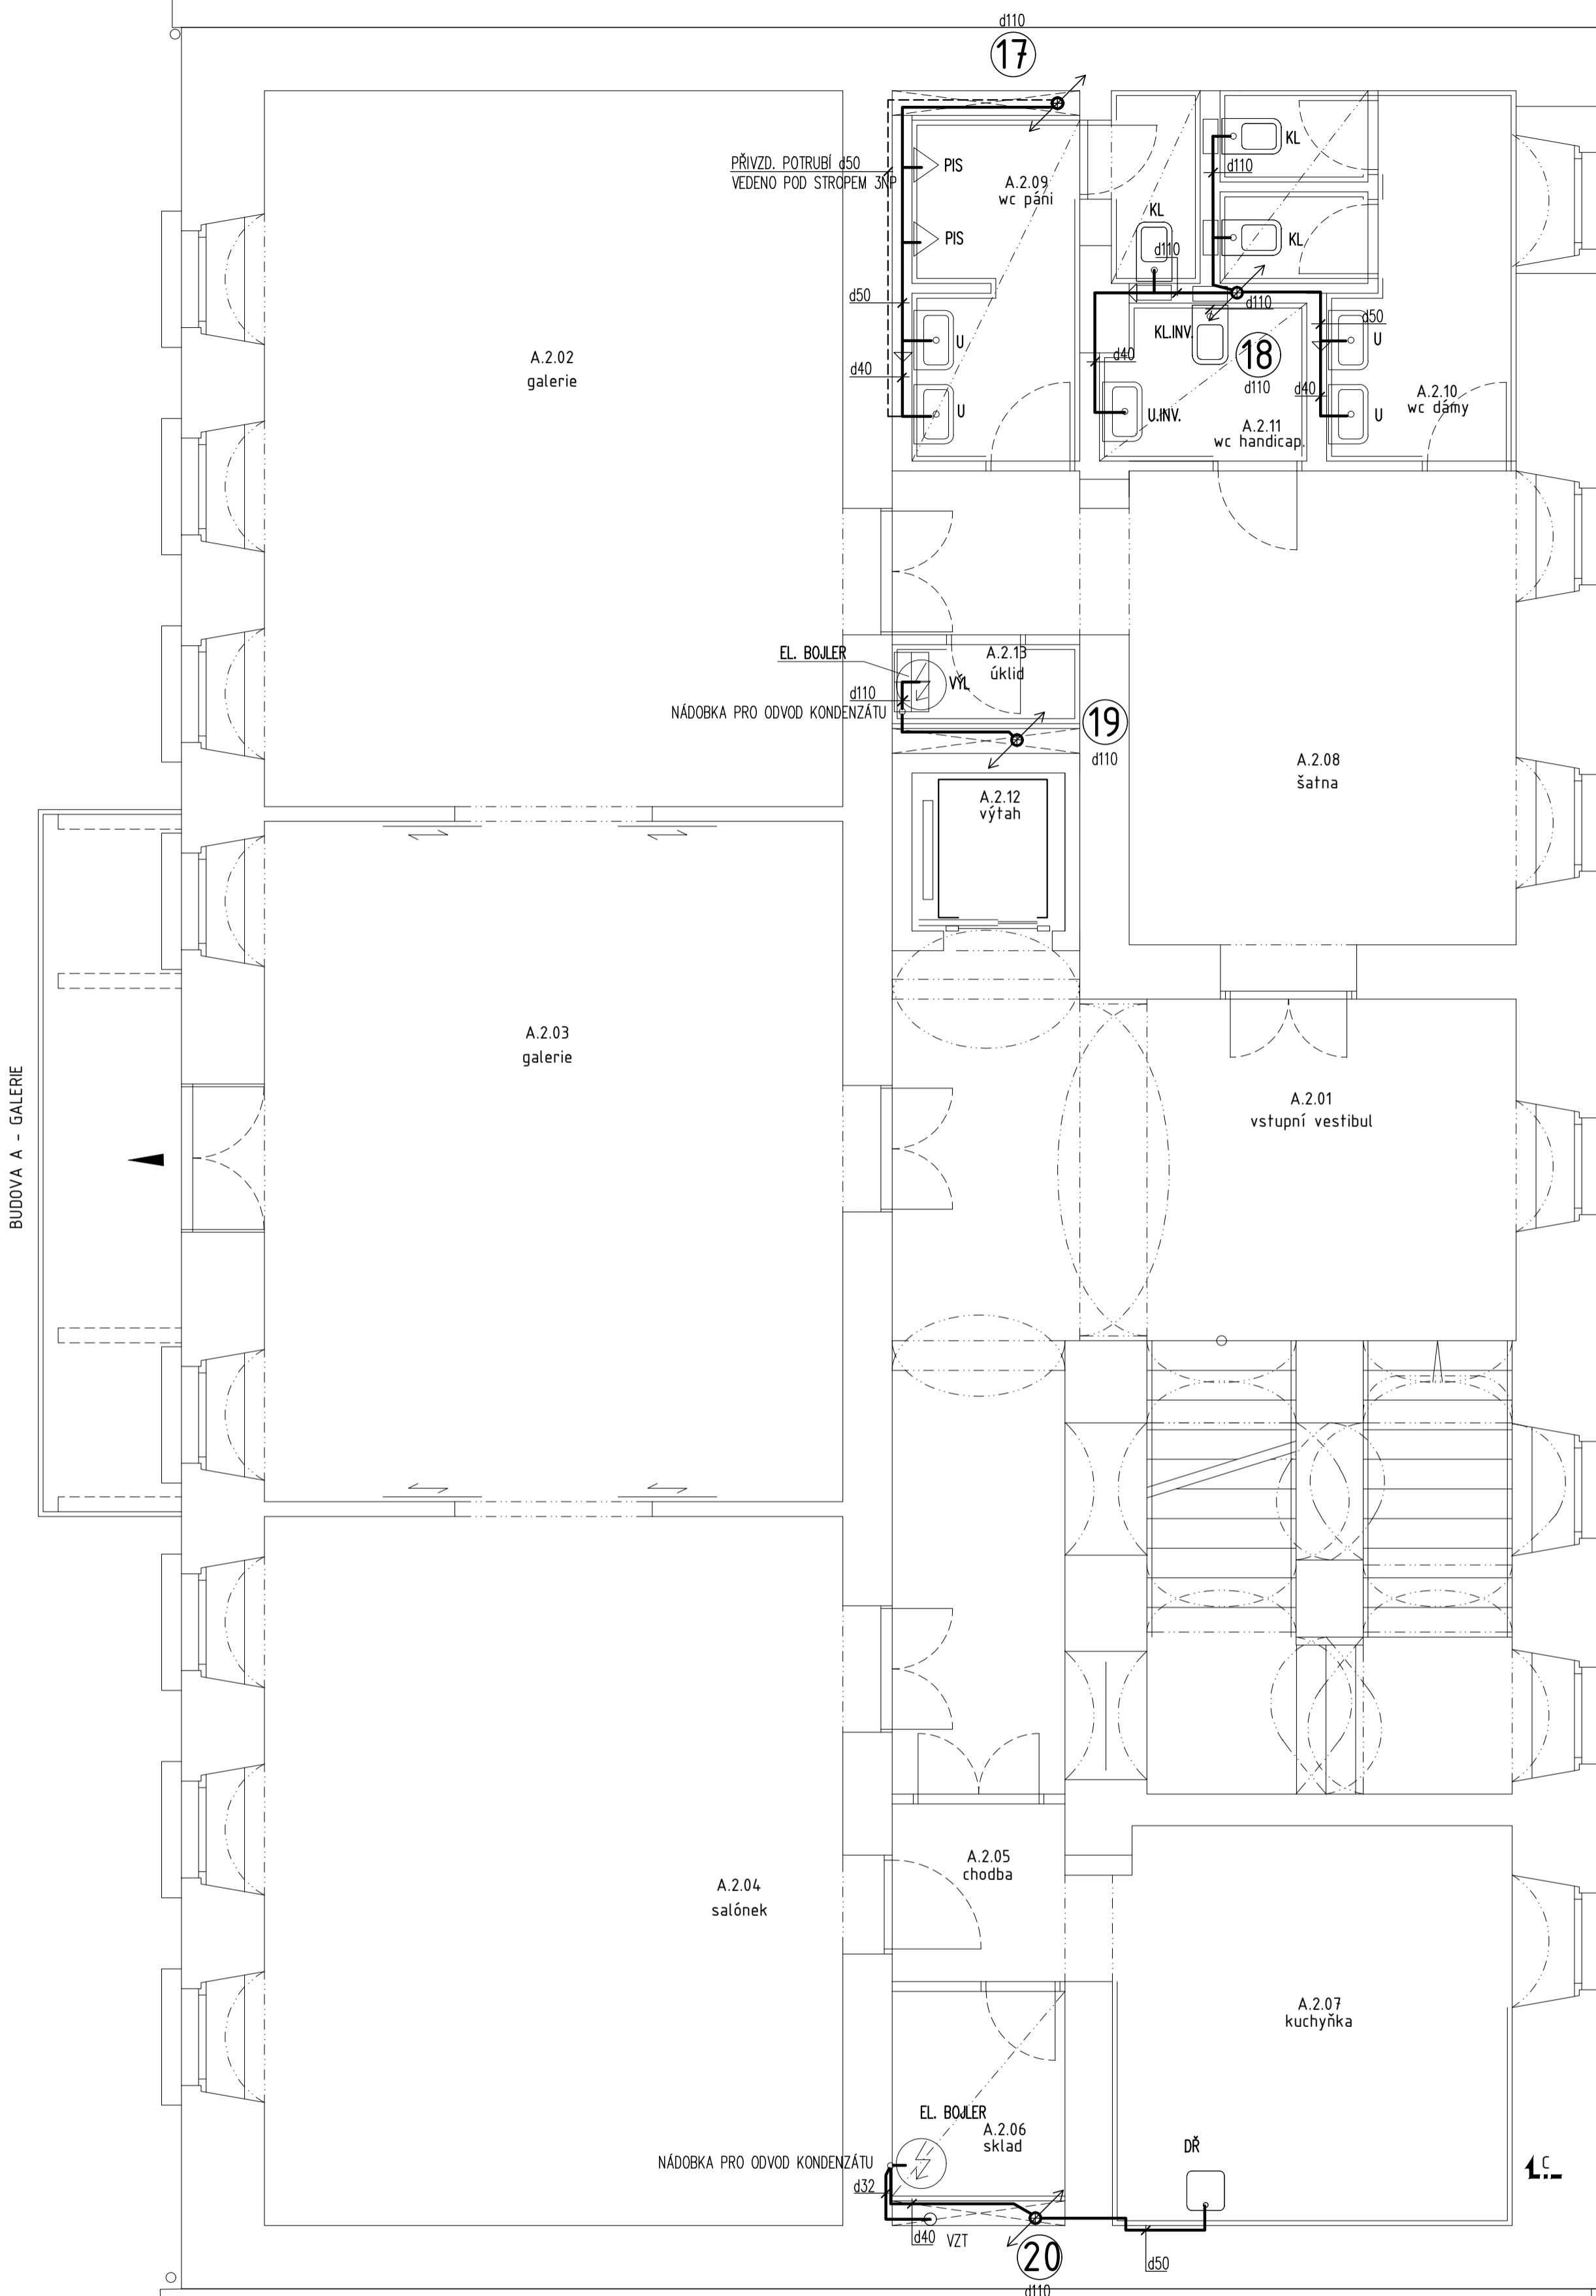 d110
17
PŘIVZD. POTRUBÍ d50
VEDENO POD STROPEM 3NP
PIS
A.2.09
wc páni
KL
d110
KL
d110
KL
PIS
d50
d110
d50
KL.INV.
18
d110
U
U
d40
d40
d40
U
U.INV.
A.2.11
wc handicap.
U
A.2.10
wc dámy
A.2.02
galerie
EL. BOJLER
A.2.13
úklid
VÝL
d110
NÁDOBKA PRO ODVOD KONDENZÁTU
19
d110
A.2.12
výtah
A.2.08
šatna
A.2.03
galerie
BUDOVA A - GALERIE
A.2.01
vstupní vestibul
A.2.05
chodba
A.2.04
salónek
A.2.07
kuchyňka
EL. BOJLER
A.2.06
sklad
NÁDOBKA PRO ODVOD KONDENZÁTU
d32
DŘ
C
d40
VZT
20
d110
d50